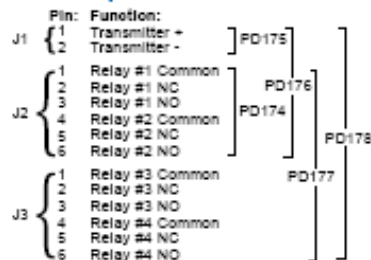 Pin: Function:
J1 1 Transmitter + PD175
2 Transmitter -
J2 1 Relay #1 Common PD176
2 Relay #1 NC
3 Relay #1 NO PD174
4 Relay #2 Common
5 Relay #2 NC PD178
6 Relay #2 NO
J3 1 Relay #3 Common PD177
2 Relay #3 NC
3 Relay #3 NO
4 Relay #4 Common
5 Relay #4 NC
6 Relay #4 NO